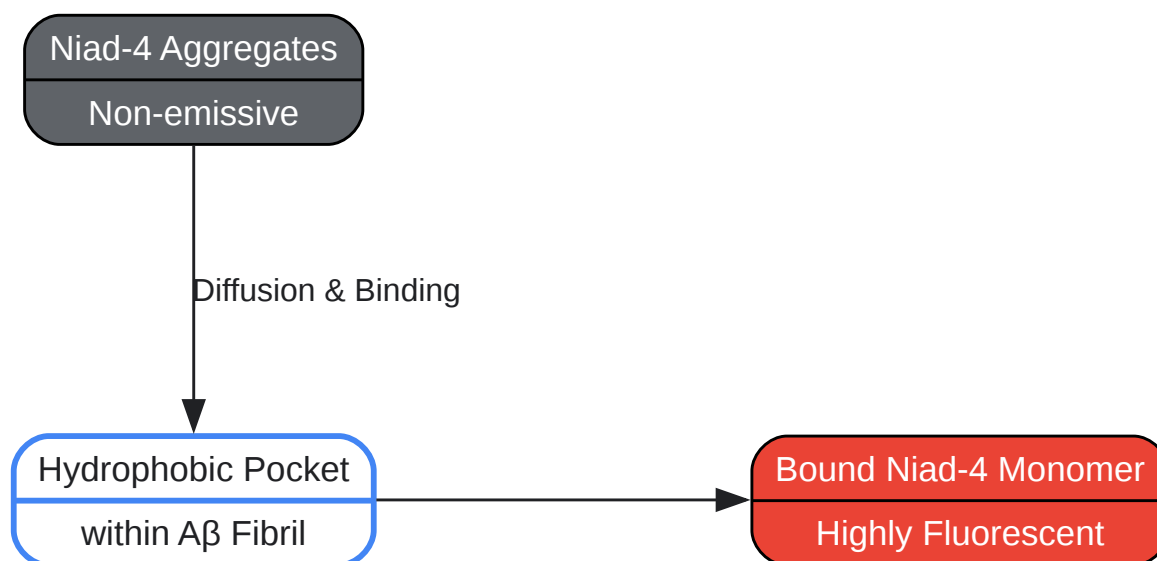 Niad-4 Aggregates
Non-emissive
Diffusion & Binding
Hydrophobic Pocket
within Aβ Fibril
Bound Niad-4 Monomer
Highly Fluorescent